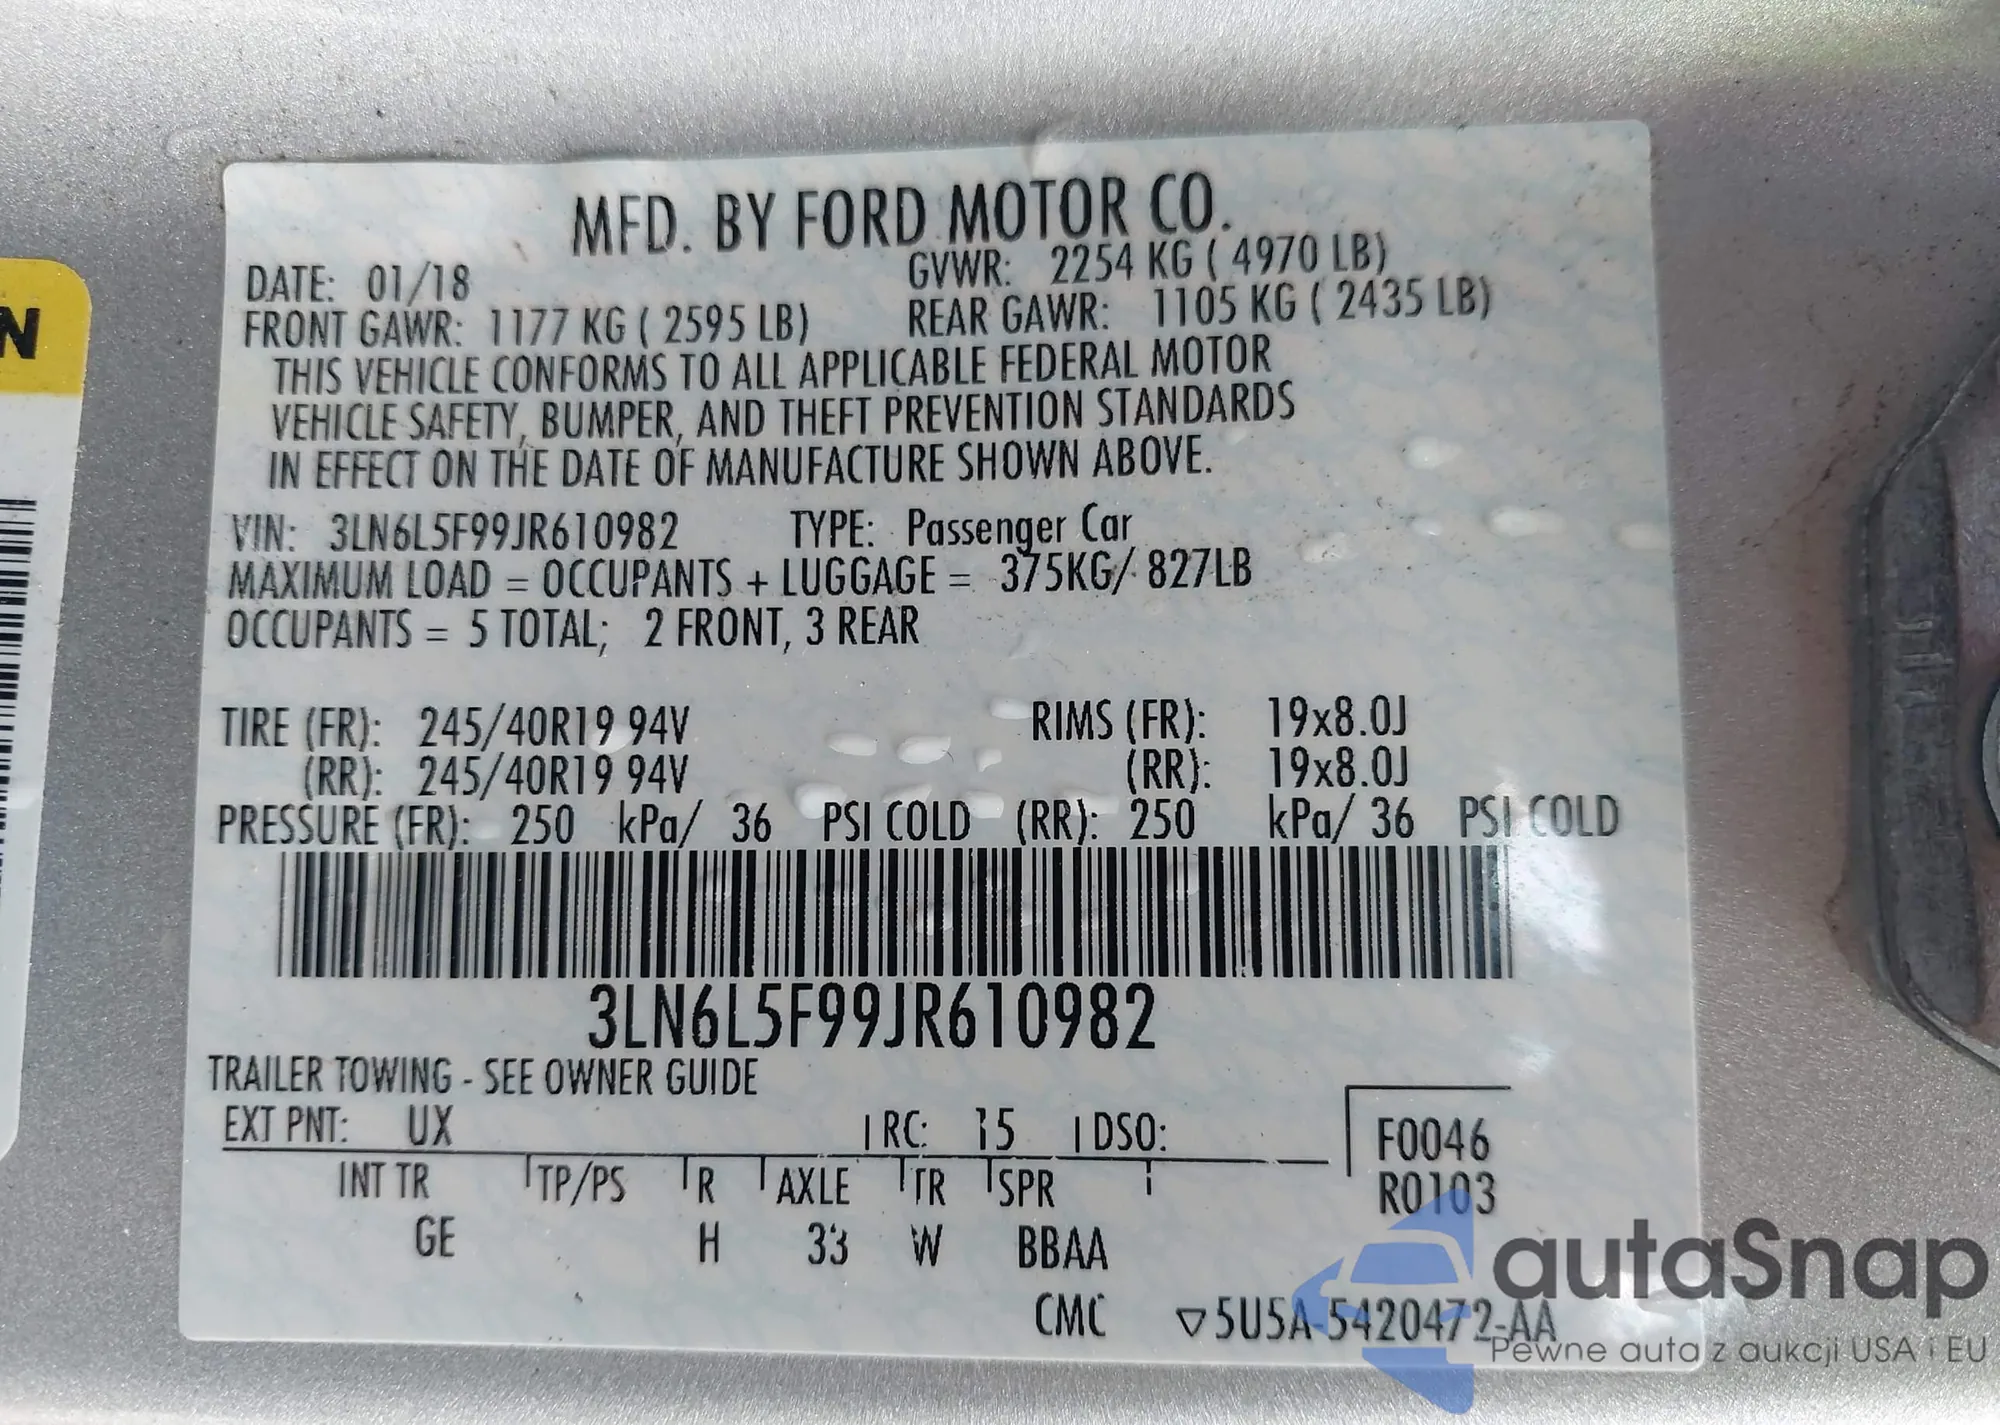 N
MFD. BY FORD MOTOR CO.
DATE: 01/18 GVWR: 2254 KG ( 4970 LB)
FRONT GAWR: 1177 KG ( 2595 LB) REAR GAWR: 1105 KG ( 2435 LB)
THIS VEHICLE CONFORMS TO ALL APPLICABLE FEDERAL MOTOR
VEHICLE SAFETY, BUMPER, AND THEFT PREVENTION STANDARDS
IN EFFECT ON THE DATE OF MANUFACTURE SHOWN ABOVE.
VIN: 3LN6L5F99JR610982 TYPE: Passenger Car
MAXIMUM LOAD = OCCUPANTS + LUGGAGE = 375KG/ 827LB
OCCUPANTS = 5 TOTAL; 2 FRONT, 3 REAR
TIRE (FR): 245/40R19 94V RIMS (FR): 19x8.0J
(RR): 245/40R19 94V (RR): 19x8.0J
PRESSURE (FR): 250 kPa/ 36 PSI COLD (RR): 250 kPa/ 36 PSI COLD
3LN6L5F99JR610982
TRAILER TOWING - SEE OWNER GUIDE
EXT PNT: UX RC: 15 DSO: F0046
INT TR TP/PS R AXLE TR SPR R0103
GE H 33 W BBAA
CMC ▽5U5A-5420472-AA
autaSnap
Pewne auta z aukcji USA i EU